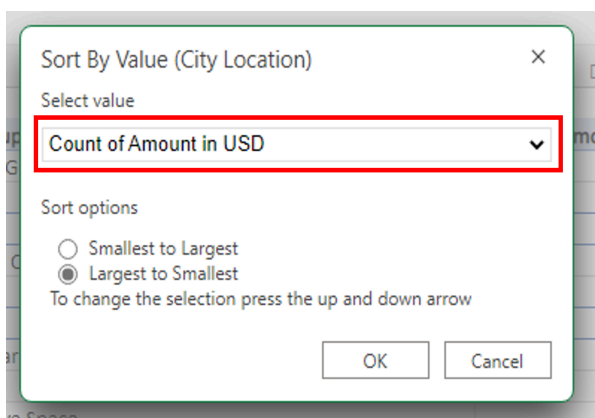 Sort By Value (City Location)
Select value
Count of Amount in USD
Sort options
Smallest to Largest
Largest to Smallest
To change the selection press the up and down arrow
OK Cancel